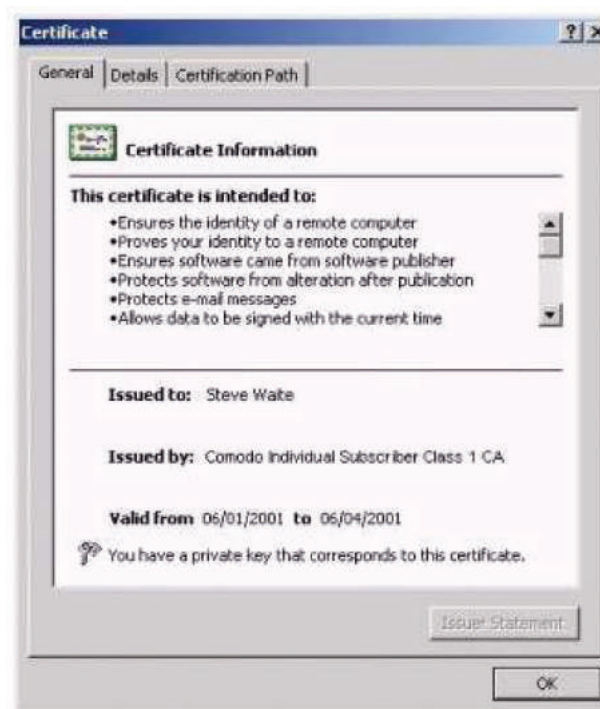 Certificate
General Details Certification Path
Certificate Information
This certificate is intended to:
•Ensures the identity of a remote computer
•Proves your identity to a remote computer
•Ensures software came from software publisher
•Protects software from alteration after publication
•Protects e-mail messages
•Allows data to be signed with the current time
Issued to: Steve Waite
Issued by: Comodo Individual Subscriber Class 1 CA
Valid from 06/01/2001 to 06/04/2001
You have a private key that corresponds to this certificate.
Issuer Statement
OK